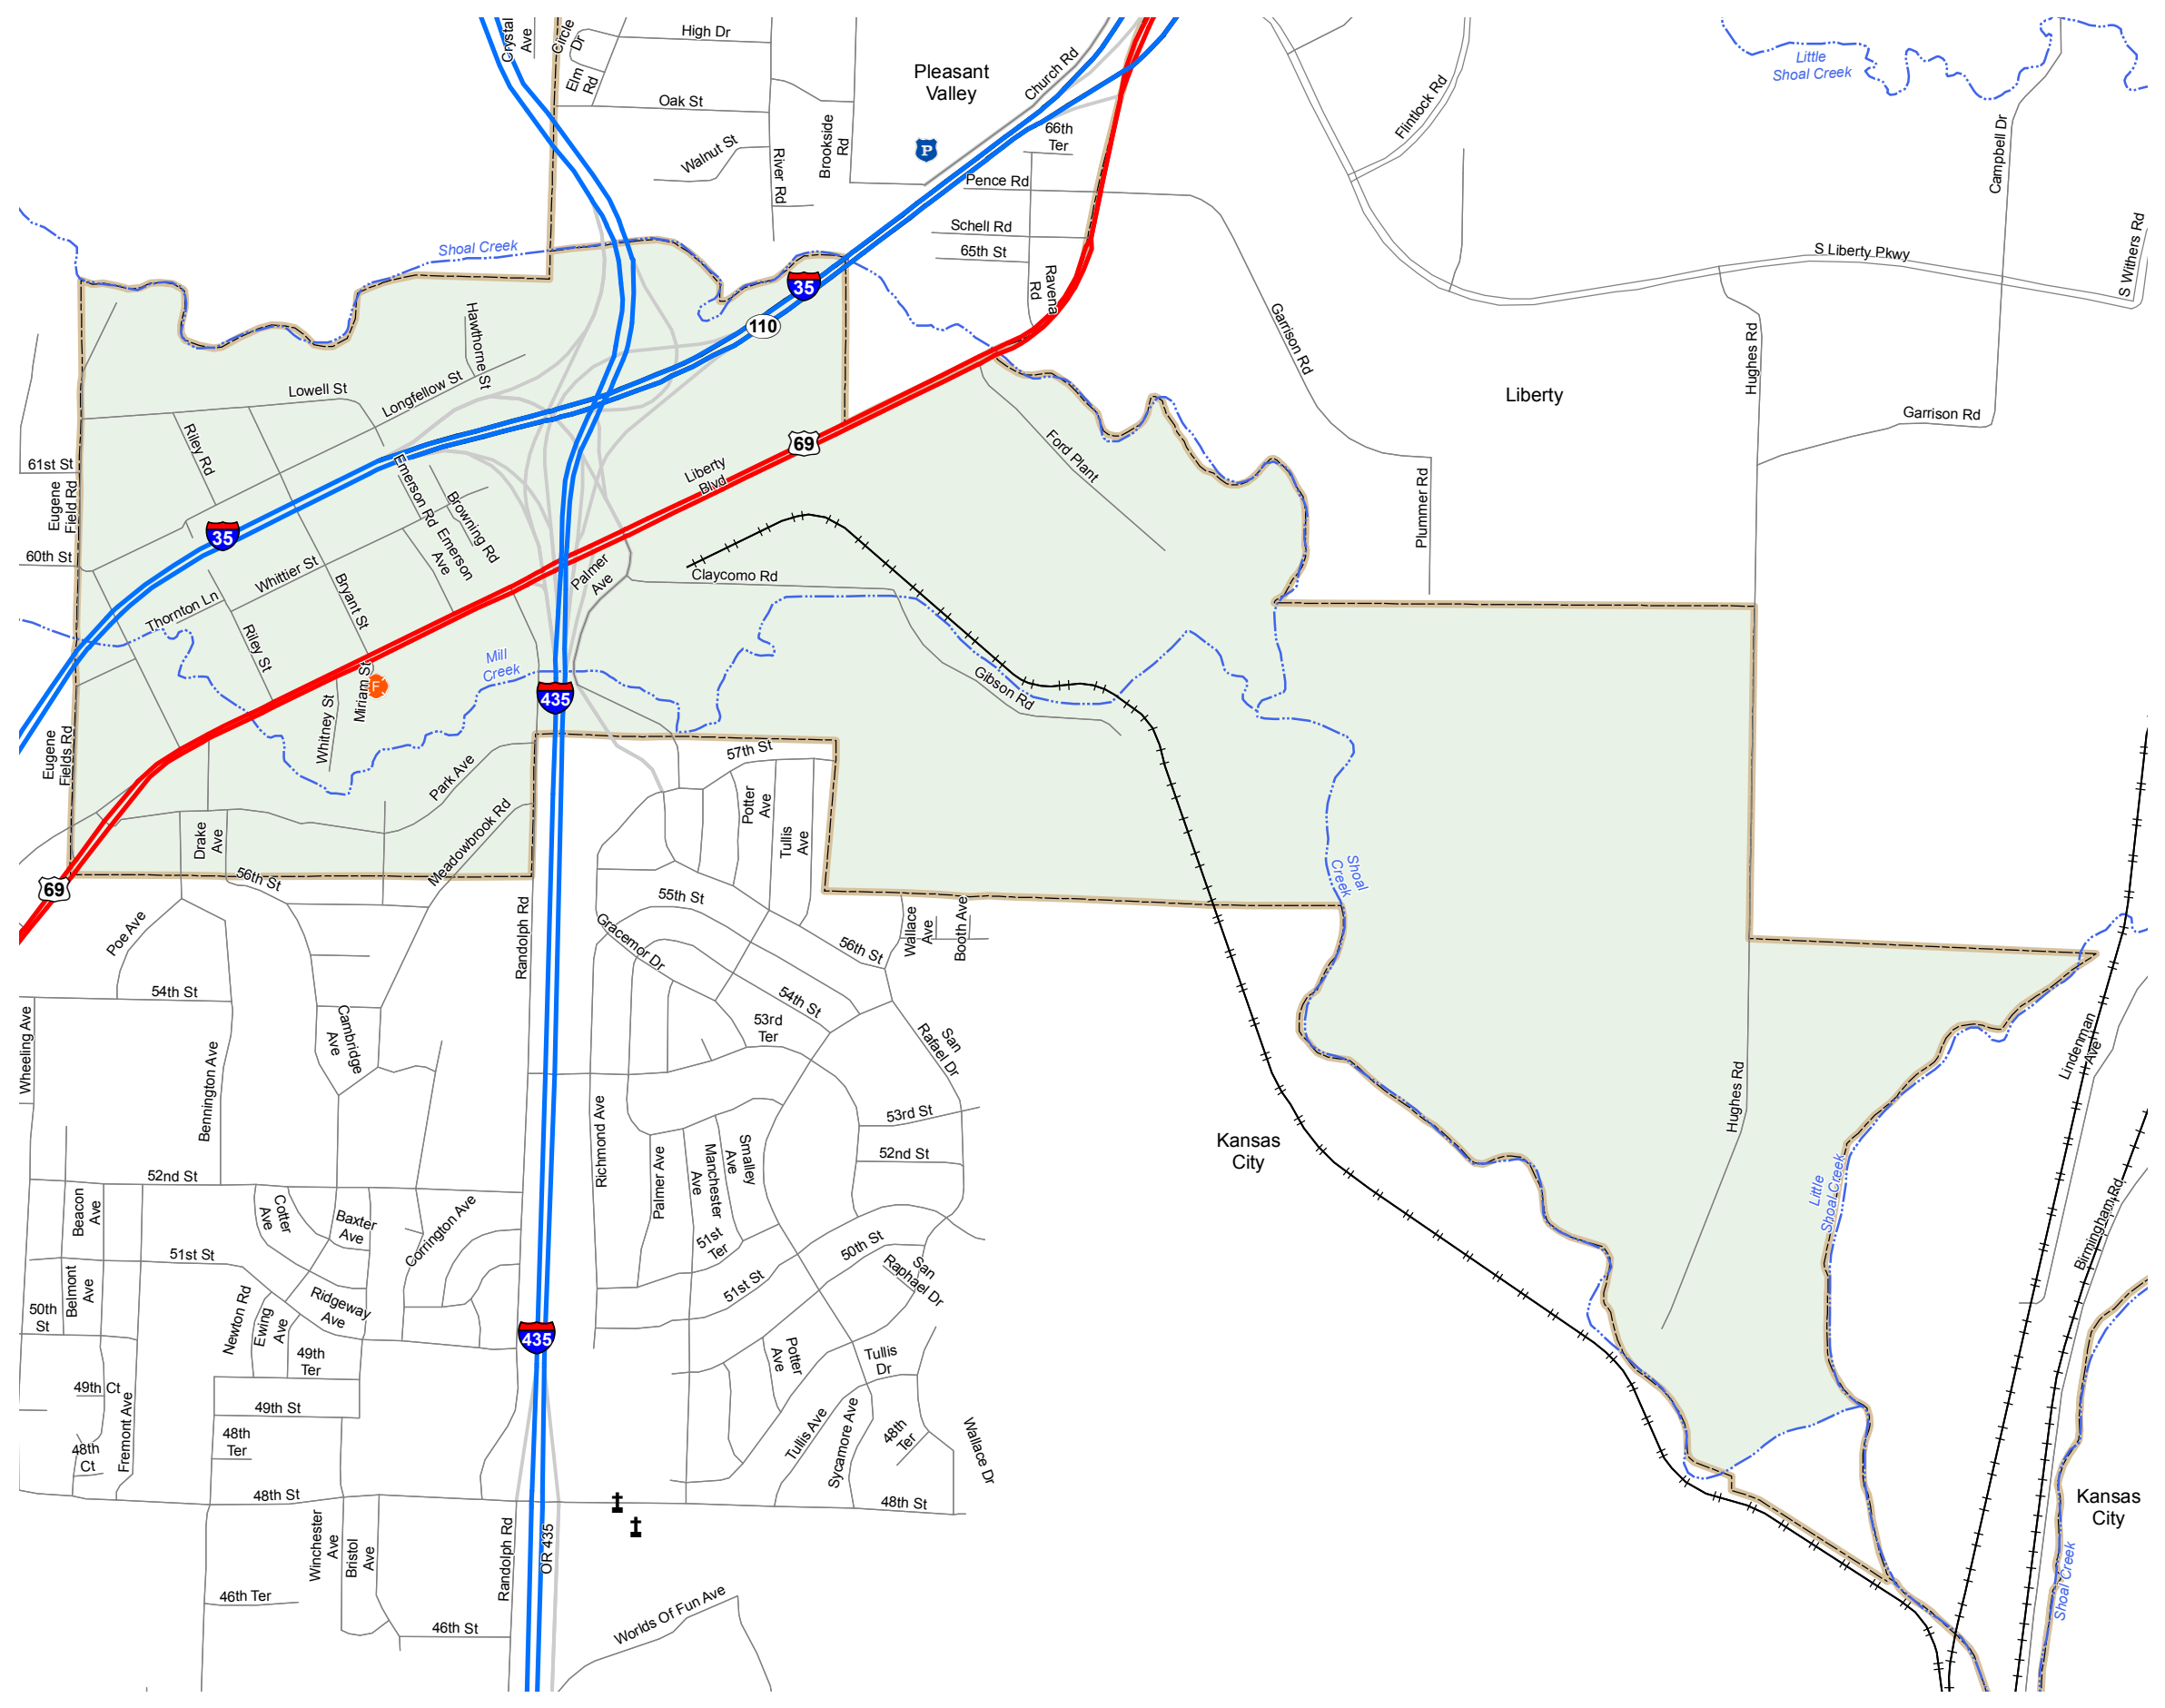 Crystal
Ave
Circle
Dr
Elm
Rd
High Dr
Oak St
Walnut St
River Rd
Brookside
Rd
Pleasant
Valley
P
Church Rd
66th
Ter
Pence Rd
Schell Rd
65th St
Ravena
Rd
Flintlock Rd
Little
Shoal Creek
Campbell Dr
S Withers Rd
S Liberty Pkwy
Shoal Creek
35
110
Hawthorne St
Lowell St
Longfellow St
Garrison Rd
Hughes Rd
Liberty
Garrison Rd
Riley Rd
61st St
Eugene
Field Rd
60th St
35
Emerson Rd
Browning Rd
Emerson
Ave
69
Liberty
Blvd
Ford Plant
Plummer Rd
Whittier St
Thornton Ln
Bryant St
Riley St
Palmer
Ave
Claycomo Rd
Gibson Rd
Mill
Creek
435
Miriam St
F
Whitney St
Eugene
Fields Rd
Park Ave
Meadowbrook Rd
57th St
Potter
Ave
Tullis
Ave
Drake
Ave
69
56th St
Poe Ave
54th St
Randolph Rd
55th St
Gracemor Dr
56th St
Wallace
Ave
Booth Ave
Shoal
Creek
54th St
53rd
Ter
San
Rafael Dr
Wheeling Ave
Bennington Ave
Cambridge
Ave
Lindenman
Ave
Hughes Rd
53rd St
52nd St
Kansas
City
Richmond Ave
Palmer Ave
Manchester
Ave
Smalley
Ave
51st
Ter
52nd St
Beacon
Ave
Cotter
Ave
Baxter
Ave
Corrington Ave
51st St
Belmont
Ave
50th
St
Newton Rd
Ewing
Ave
Ridgeway
Ave
49th
Ter
50th St
51st St
San
Raphael Dr
Little
Shoal Creek
Birmingham Rd
435
Potter
Ave
Tullis
Dr
49th Ct
Fremont Ave
49th St
48th
Ter
48th
Ct
48th St
Tullis Ave
Sycamore Ave
48th
Ter
Wallace Dr
48th St
Winchester
Ave
Bristol
Ave
Randolph Rd
OR 435
46th Ter
46th St
Worlds Of Fun Ave
Kansas
City
Shoal Creek